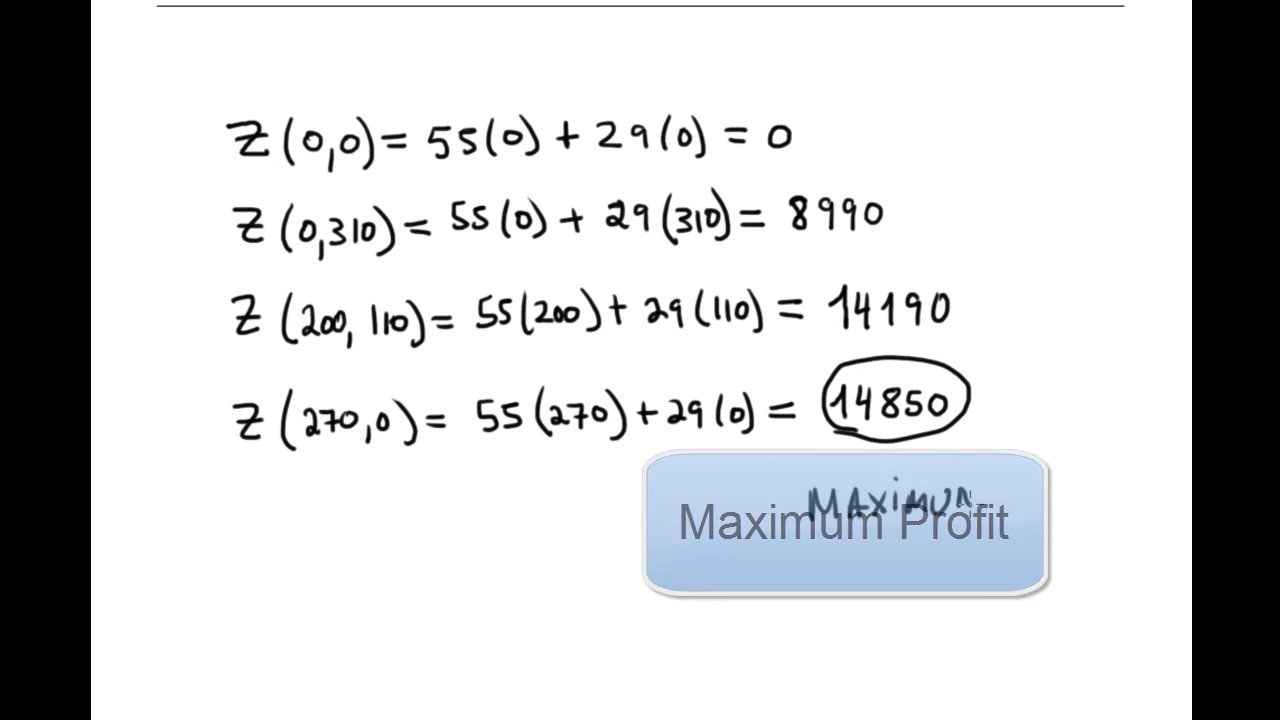 Z(0,0) = 55(0) + 29(0) = 0
Z(0,310) = 55(0) + 29(310) = 8990
Z(200,110) = 55(200) + 29(110) = 14190
Z(270,0) = 55(270) + 29(0) = 14850
MAXIMUM
Maximum Profit